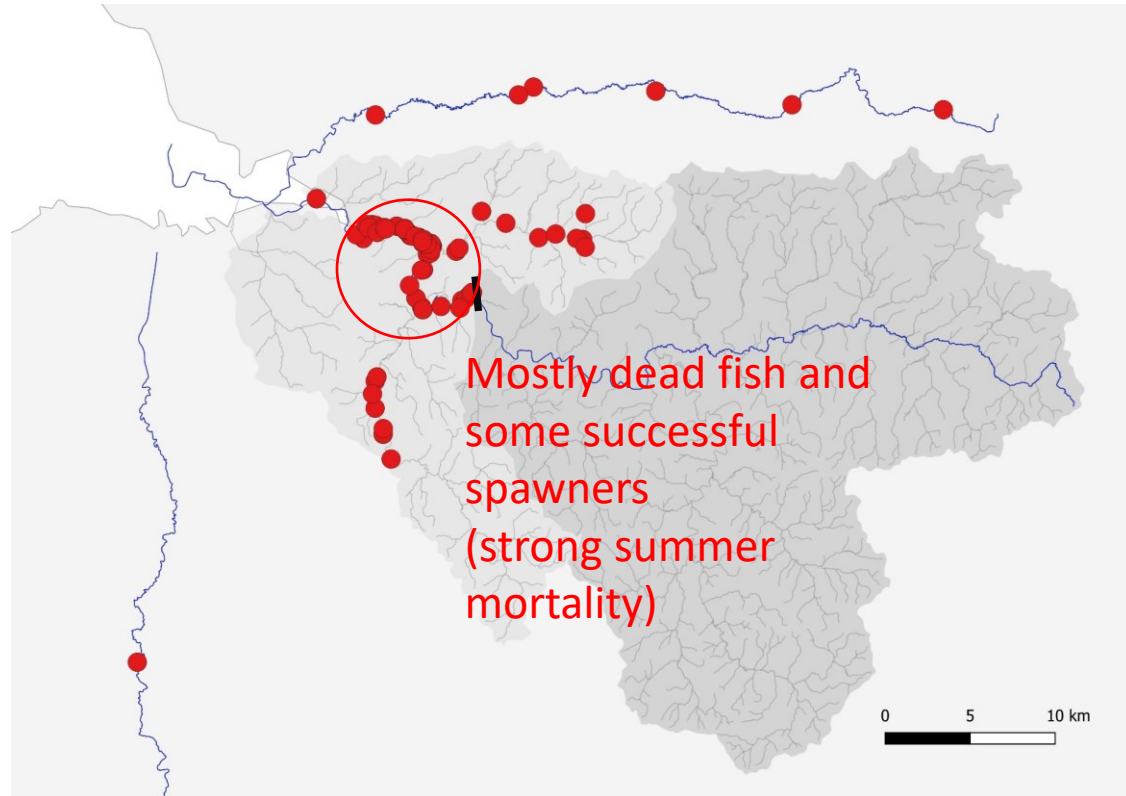 Mostly dead fish and
some successful
spawners
(strong summer
mortality)
0 5 10 km